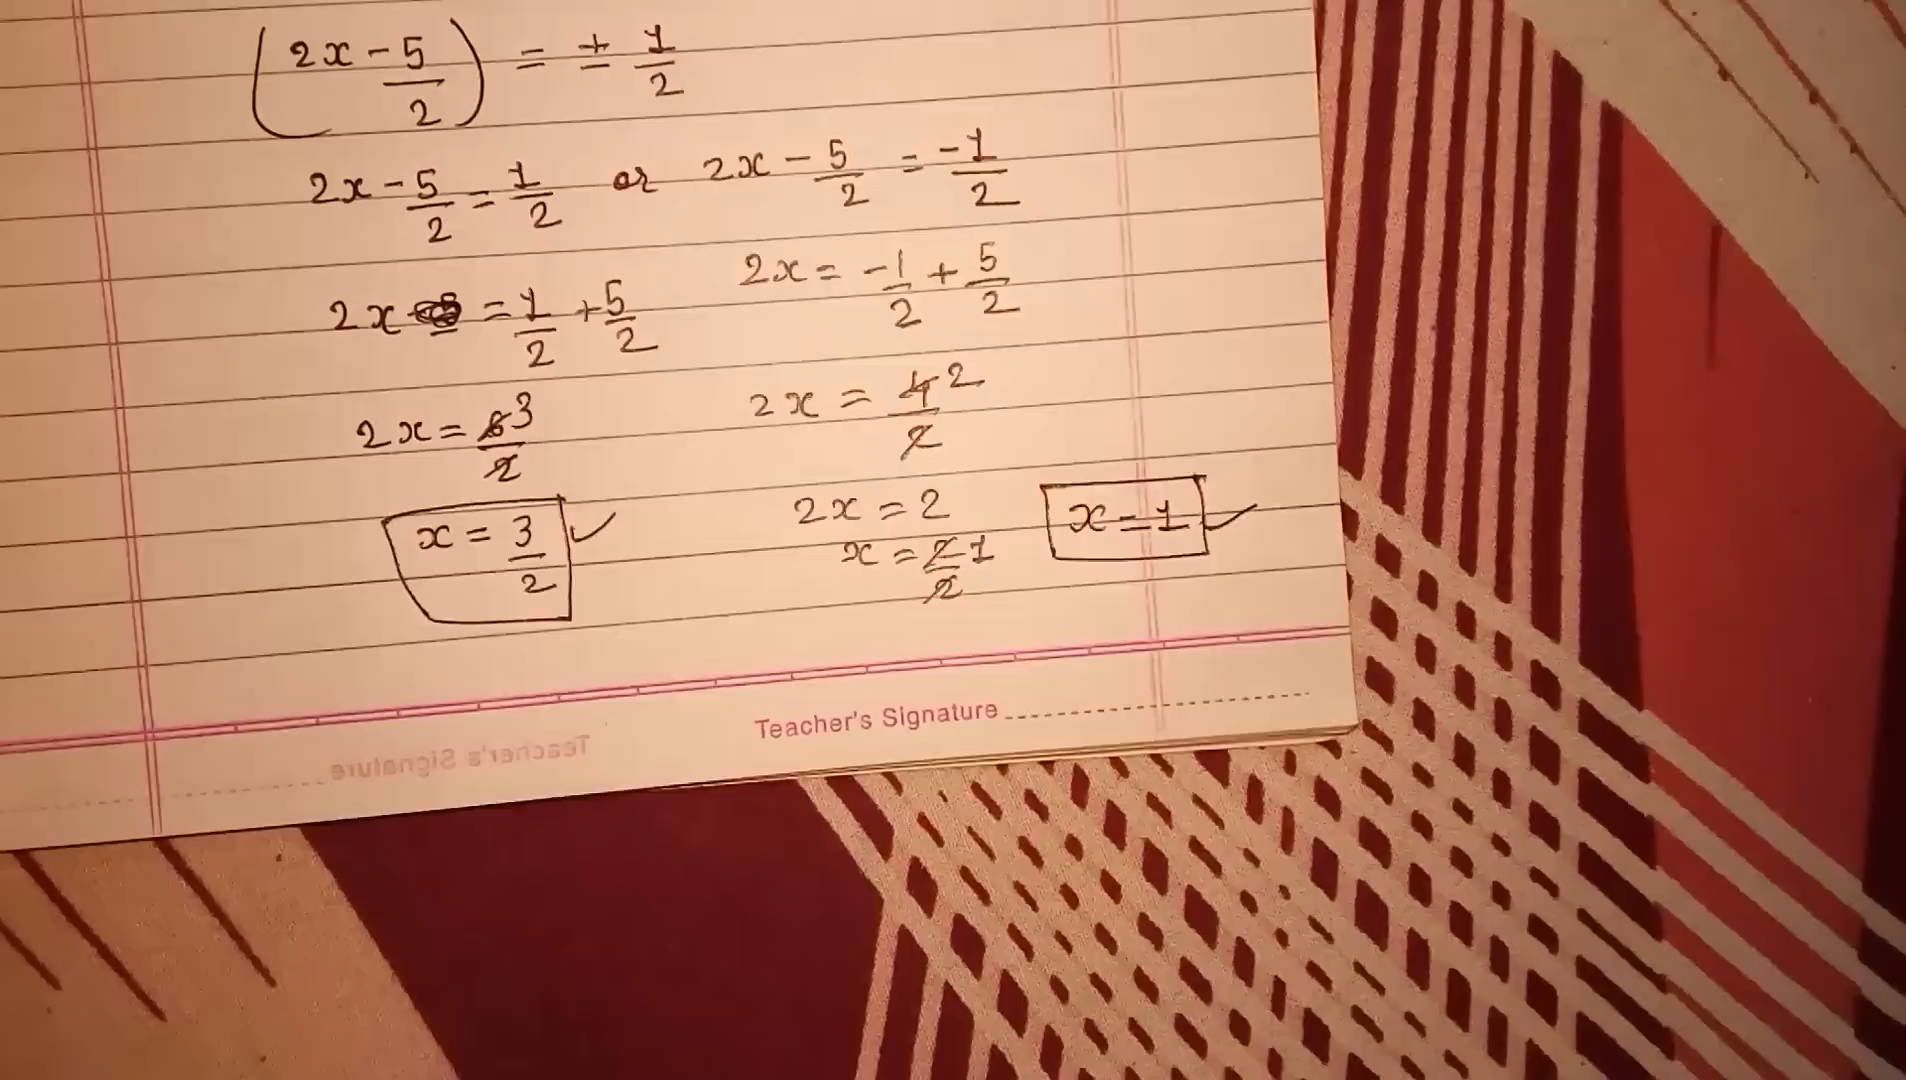 (2x - 5/2) = ± 1/2
2x - 5/2 = 1/2 or 2x - 5/2 = -1/2
2x = 1/2 + 5/2
2x = -1/2 + 5/2
2x = 6/2 3
2x = 4/2 2
x = 3/2 ✓
2x = 2
x = 2/2 1
x = 1 ✓
Teacher's Signature
Teacher's Signature